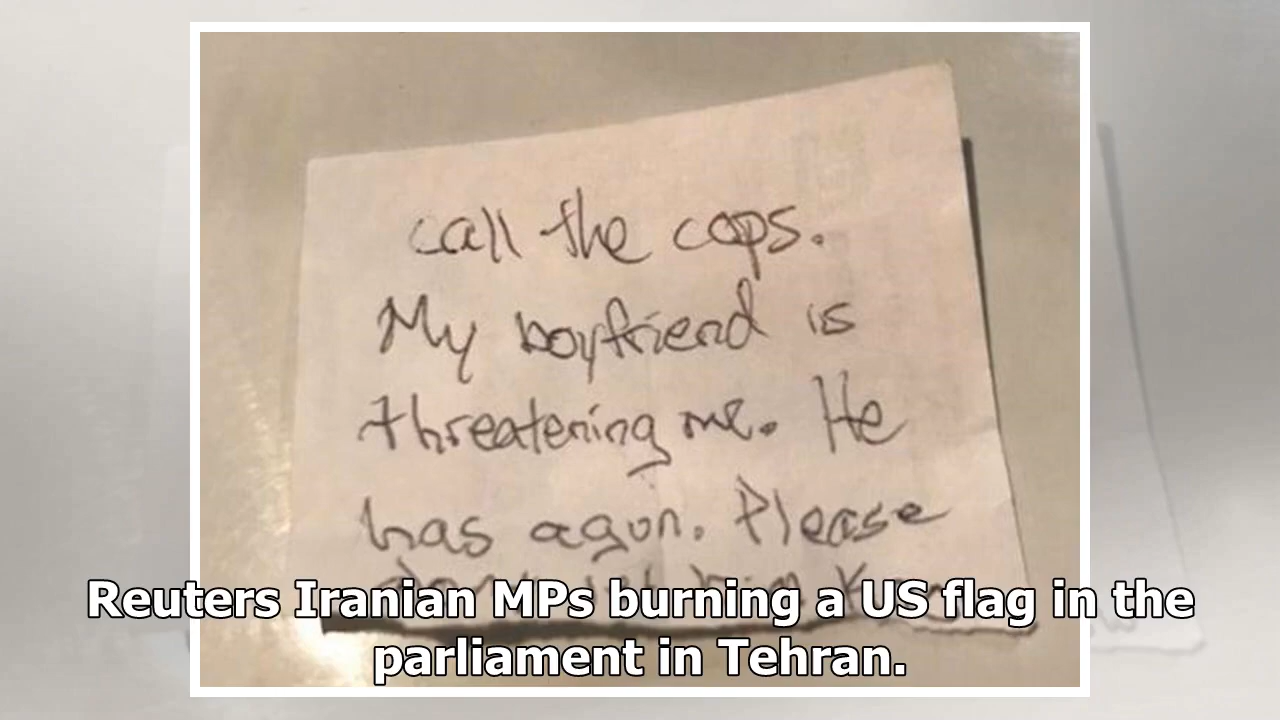 call the cops.
My boyfriend is
threatening me. He
has a gun. Please
Reuters Iranian MPs burning a US flag in the
parliament in Tehran.